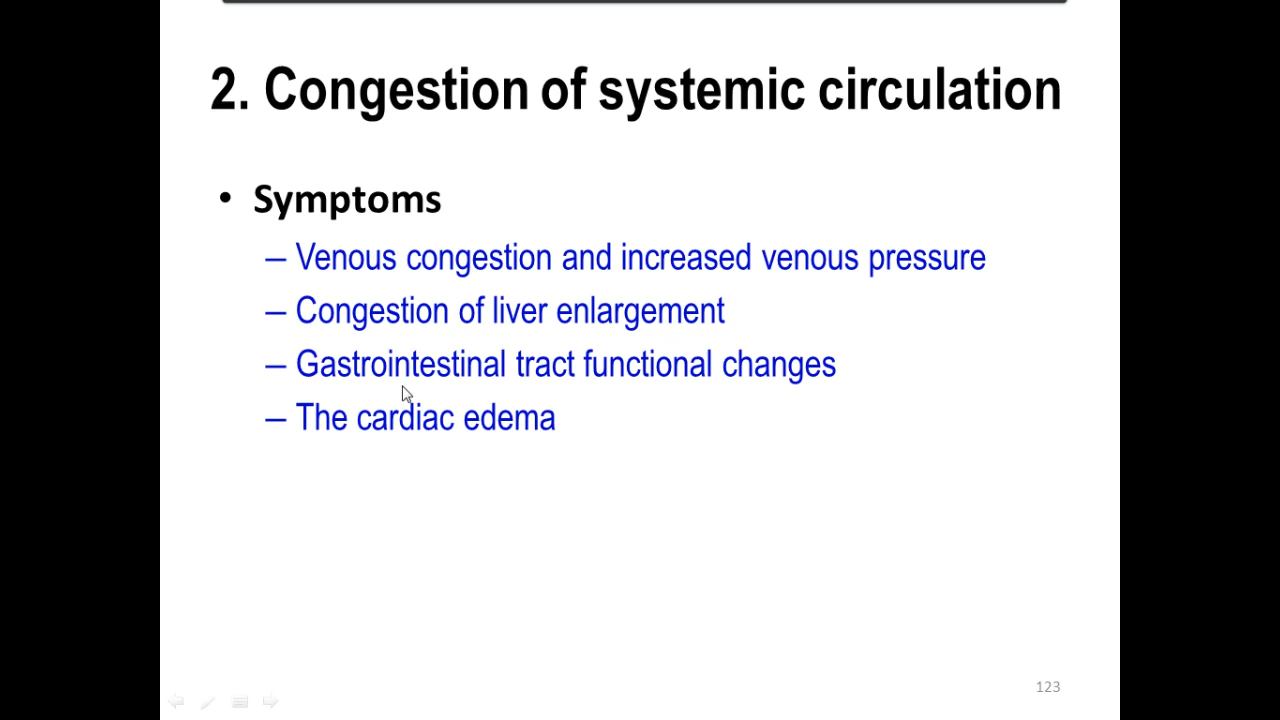 2. Congestion of systemic circulation
• Symptoms
– Venous congestion and increased venous pressure
– Congestion of liver enlargement
– Gastrointestinal tract functional changes
– The cardiac edema
123